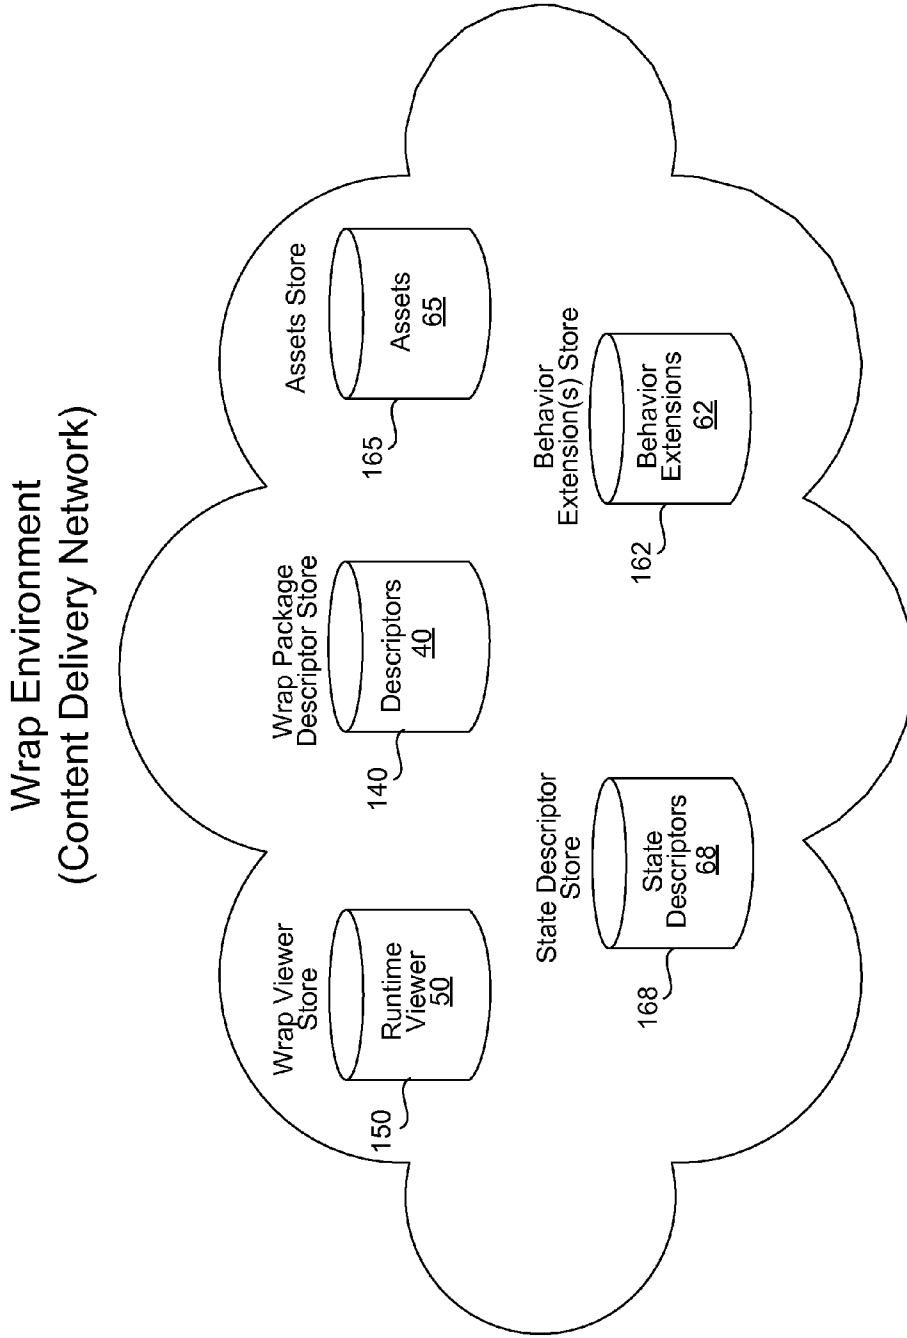 Wrap Environment
(Content Delivery Network)
Wrap Viewer
Store
Runtime
Viewer
50
150
Wrap Package
Descriptor Store
Descriptors
40
140
Assets Store
Assets
65
165
State Descriptor
Store
State
Descriptors
68
168
Behavior
Extension(s) Store
Behavior
Extensions
62
162